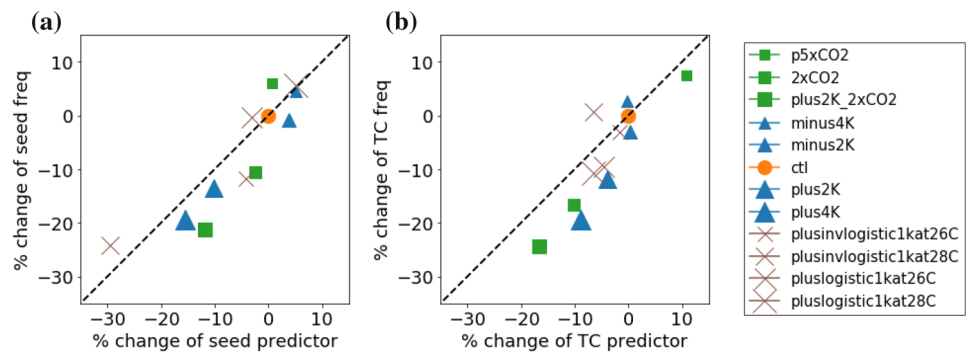 (a)
(b)
% change of seed freq
10
0
−10
−20
−30
−30 −20 −10 0 10
% change of seed predictor
% change of TC freq
10
0
−10
−20
−30
−30 −20 −10 0 10
% change of TC predictor
p5xCO2
2xCO2
plus2K_2xCO2
minus4K
minus2K
ctl
plus2K
plus4K
plusinvlogistic1kat26C
plusinvlogistic1kat28C
pluslogistic1kat26C
pluslogistic1kat28C